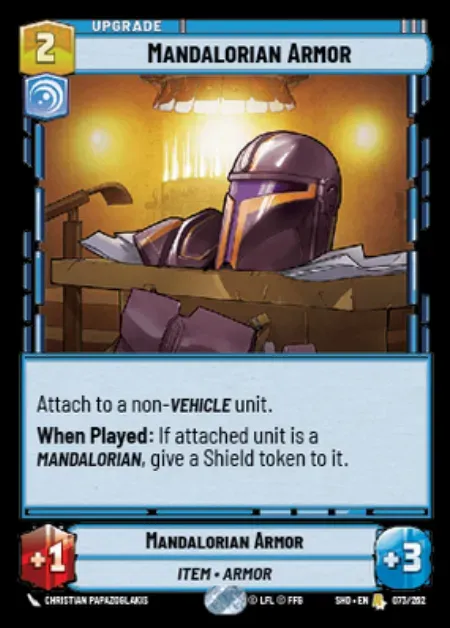 UPGRADE
2
MANDALORIAN ARMOR
Attach to a non-VEHICLE unit.
When Played: If attached unit is a
MANDALORIAN, give a Shield token to it.
+1
MANDALORIAN ARMOR
+3
ITEM • ARMOR
CHRISTIAN PAPAZOGLAKIS
© LFL © FFG
SHD • EN
073/262